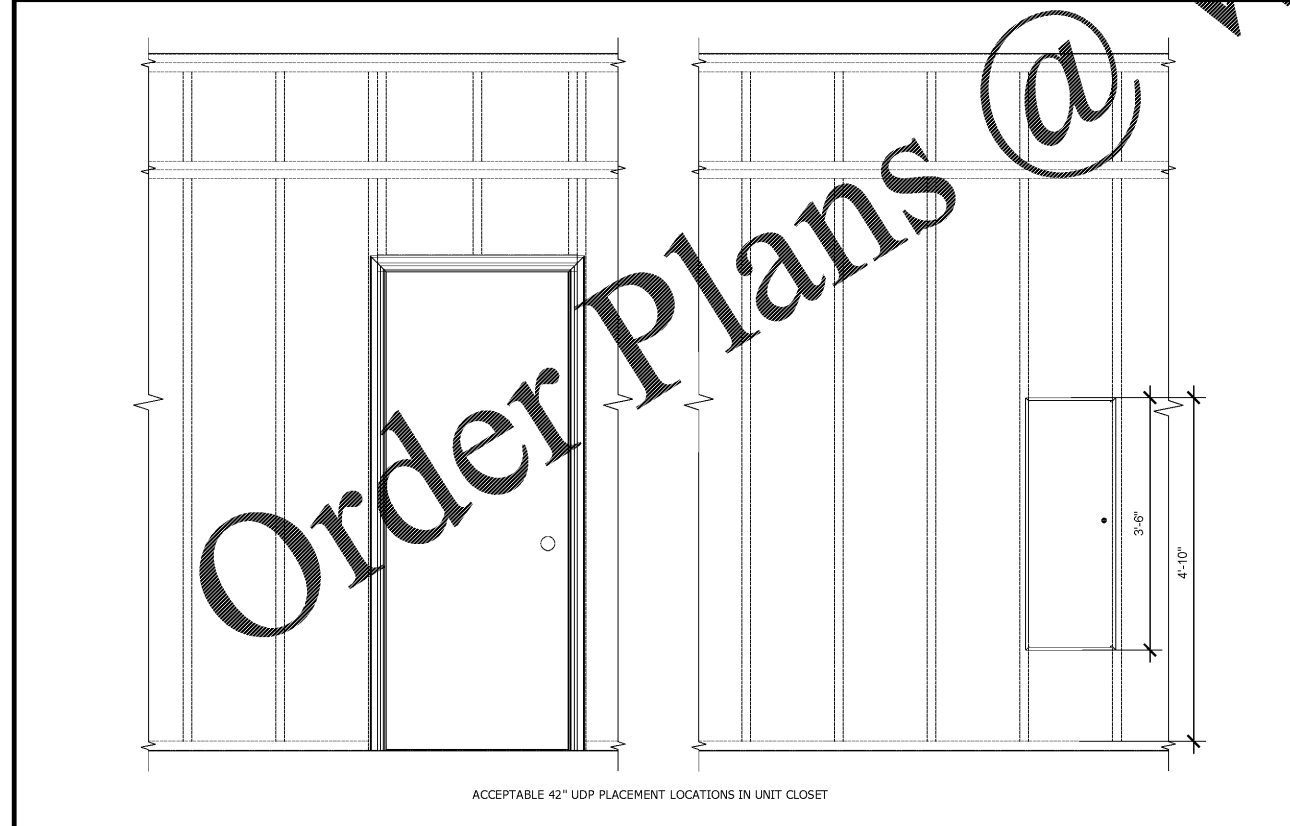 Order Plans @
3'-6"
4'-10"
ACCEPTABLE 42" UDP PLACEMENT LOCATIONS IN UNIT CLOSET